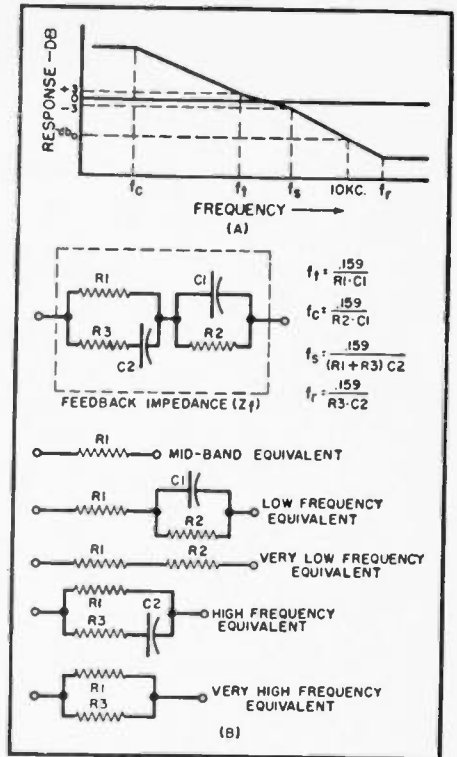 RESPONSE-DB
+3
0
-3
-db₀
fc
ft
fs
10KC.
fr
FREQUENCY
(A)
R1
R3
C2
C1
R2
FEEDBACK IMPEDANCE (Zf)
ft = .159 / R1·C1
fc = .159 / R2·C1
fs = .159 / (R1+R3) C2
fr = .159 / R3·C2
R1
MID-BAND EQUIVALENT
R1
C1
R2
LOW FREQUENCY
EQUIVALENT
R1
R2
VERY LOW FREQUENCY
EQUIVALENT
R1
R3
C2
HIGH FREQUENCY
EQUIVALENT
R1
R3
VERY HIGH FREQUENCY
EQUIVALENT
(B)